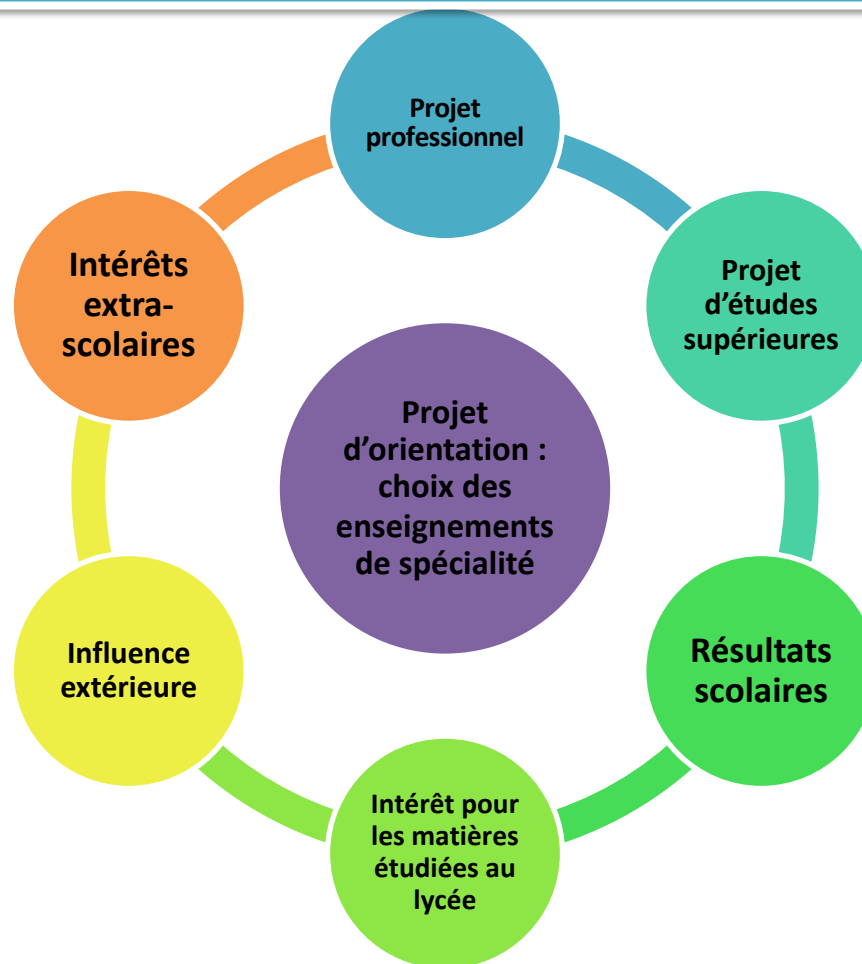 Projet
professionnel
Projet
d'études
supérieures
Résultats
scolaires
Intérêt pour
les matières
étudiées au
lycée
Influence
extérieure
Intérêts
extra-
scolaires
Projet
d'orientation :
choix des
enseignements
de spécialité